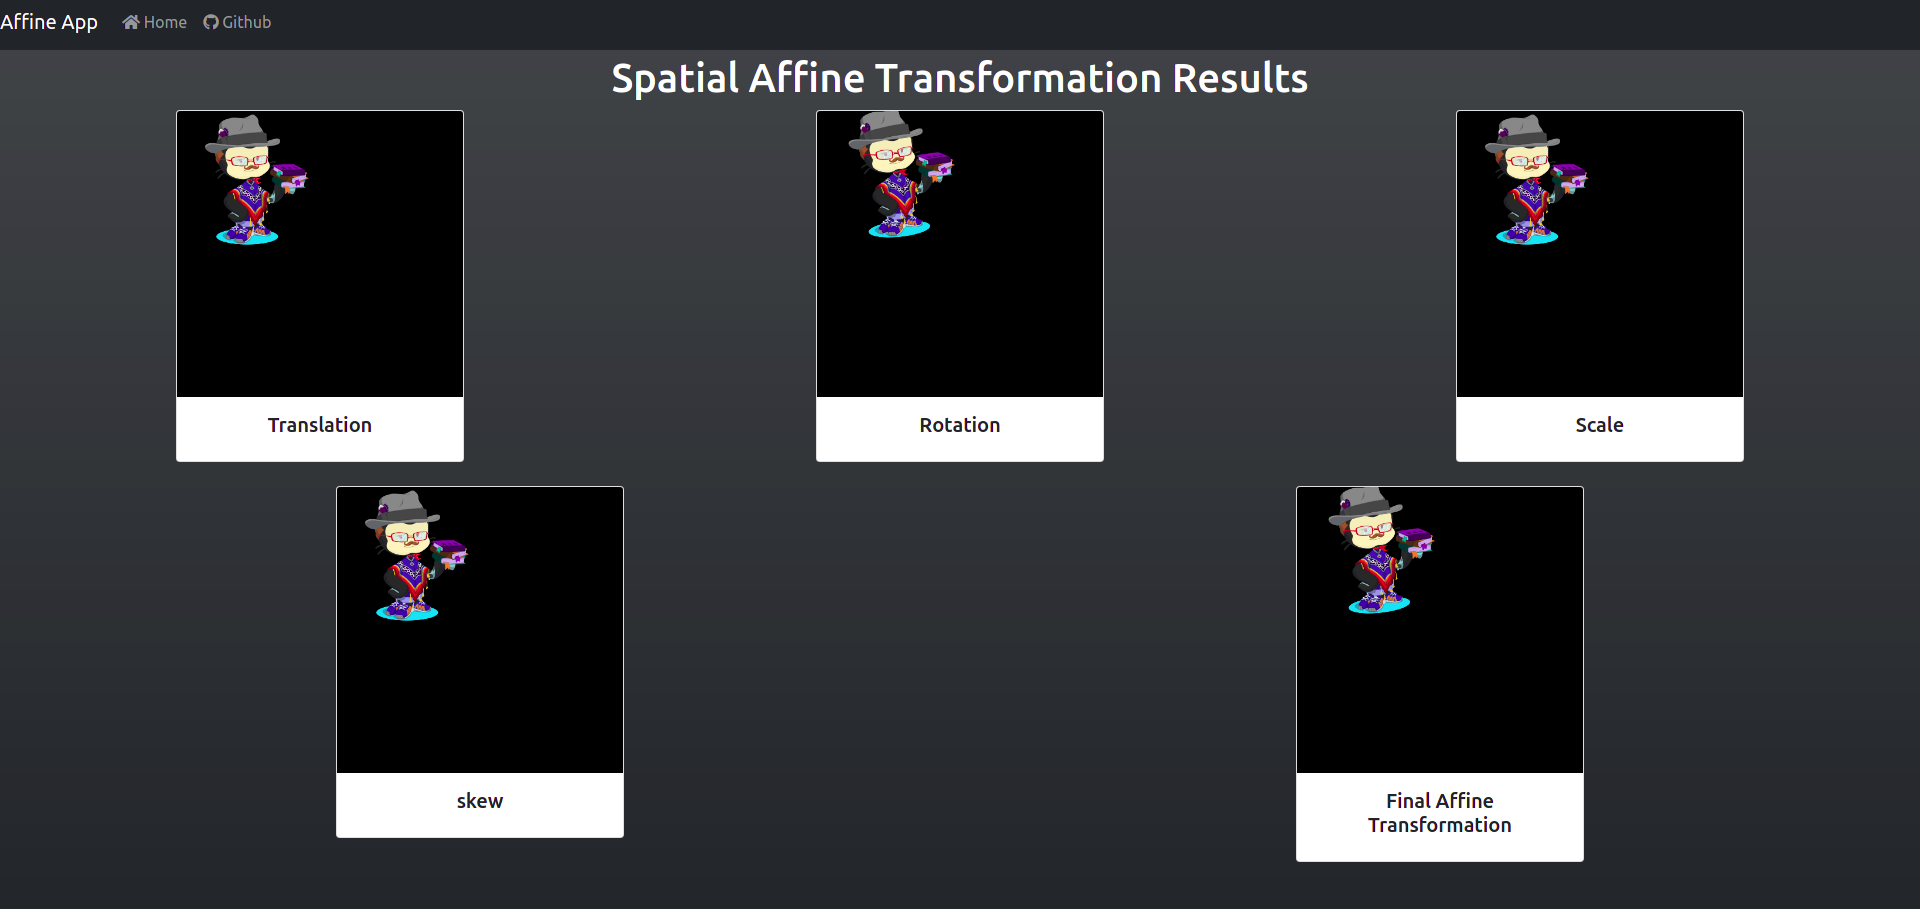 Affine App Home Github
Spatial Affine Transformation Results
Translation
Rotation
Scale
skew
Final Affine
Transformation